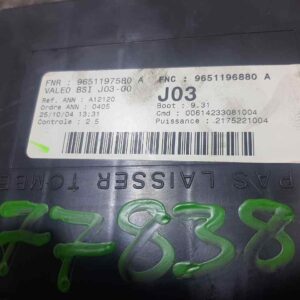 FNR : 9651197580 A FNC : 9651196880 A
VALEO BSI J03-00 J03
Ref. ANN : A12120 Boot : 9.31
Ordre ANN : 0405 Cmd : 00614233081004
25/10/04 13:31 Puissance : 2175221004
Controle : 2.5
PAS LAISSER TOMBE
77838